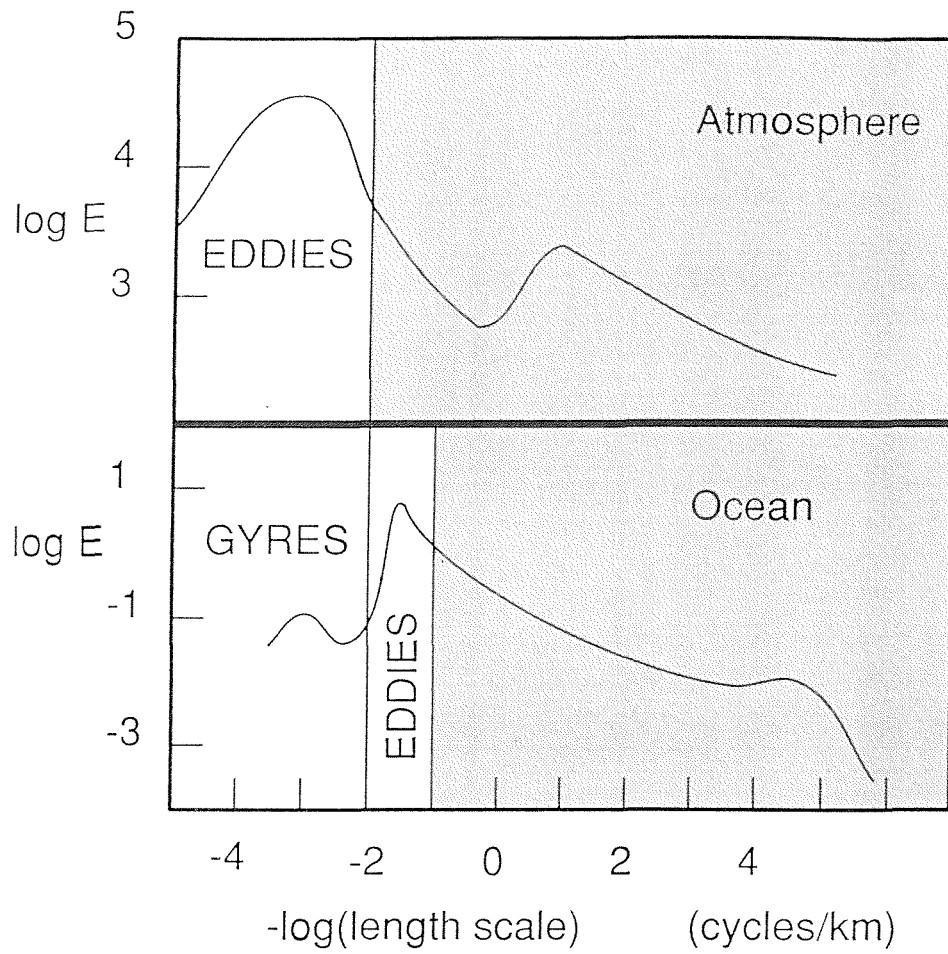 5
Atmosphere
4
log E
EDDIES
3
1
Ocean
log E
GYRES
-1
EDDIES
-3
-4 -2 0 2 4
-log(length scale) (cycles/km)